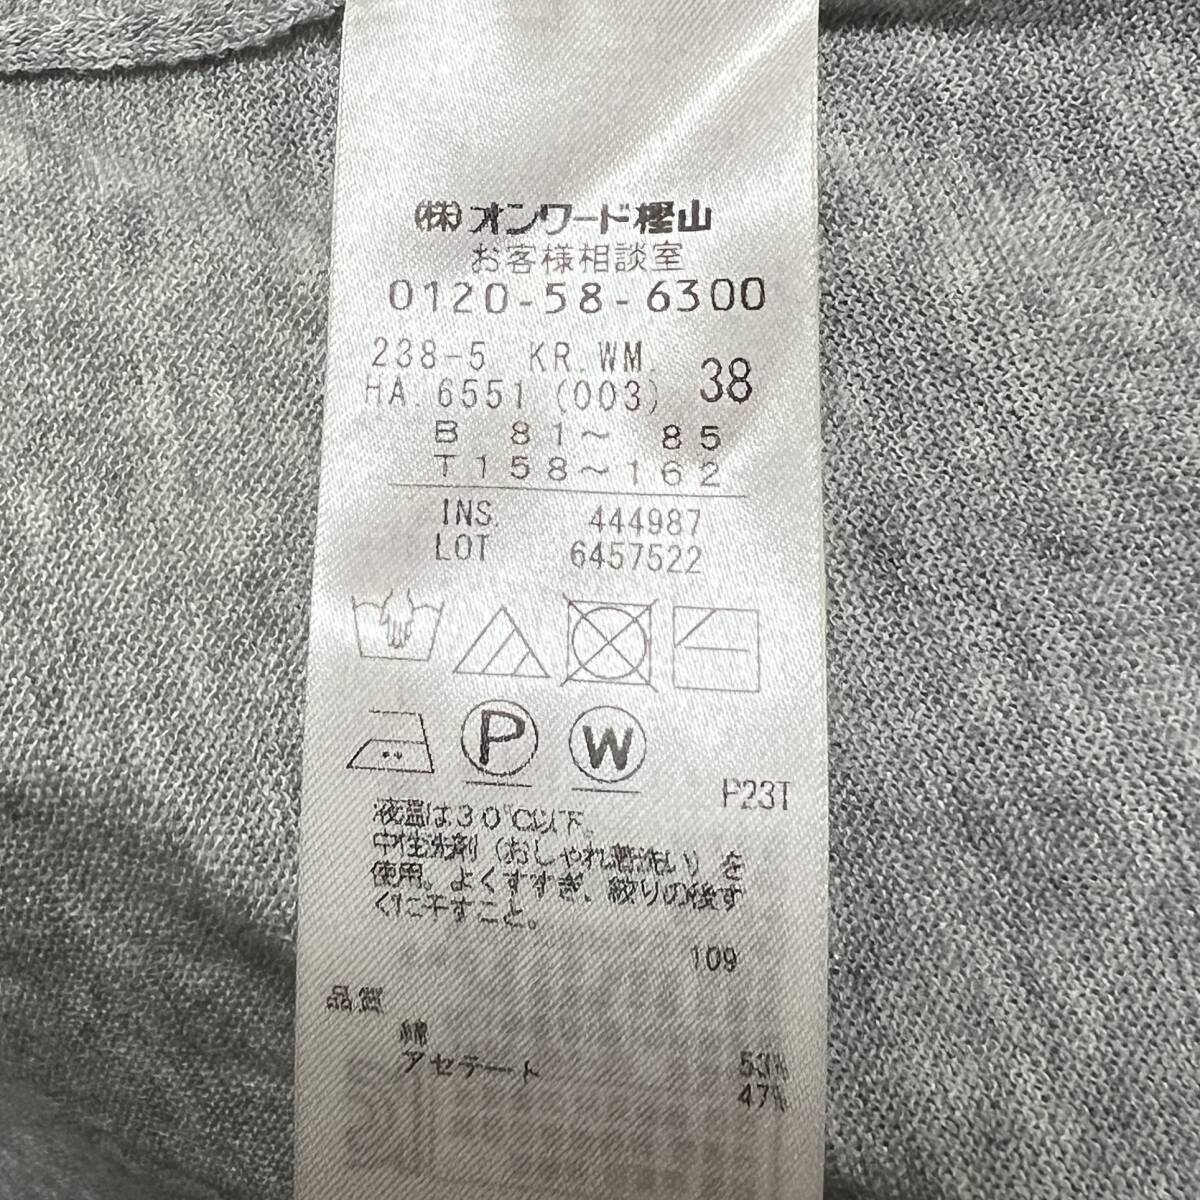 (株)オンワード樫山
お客様相談室
0120-58-6300
238-5 KR.WM.
HA.6551 (003) 38
B 81～ 85
T158～162
INS. 444987
LOT 6457522
P W
P23T
液温は30℃以下。
中性洗剤（おしゃれ着洗い）を
使用。よくすすぎ、絞りの後す
ぐに干すこと。
109
品質
綿 53%
アセテート 47%